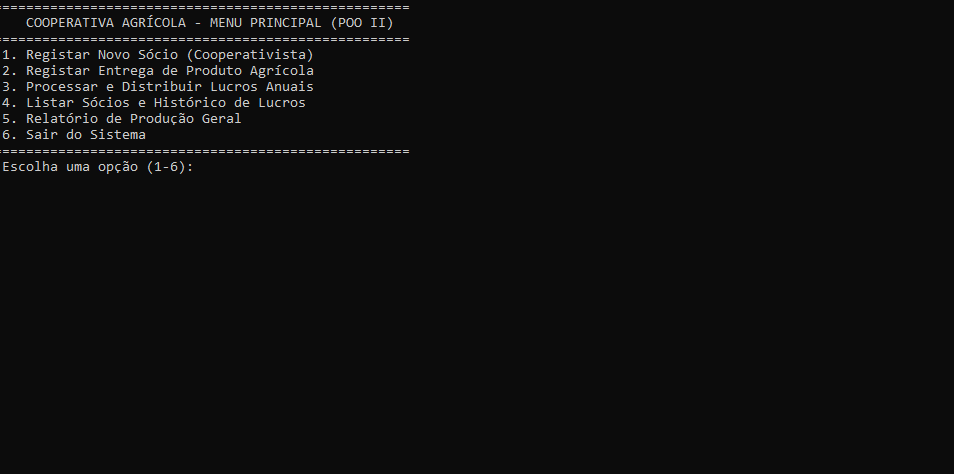 ===================================================
COOPERATIVA AGRÍCOLA - MENU PRINCIPAL (POO II)
===================================================
1. Registar Novo Sócio (Cooperativista)
2. Registar Entrega de Produto Agrícola
3. Processar e Distribuir Lucros Anuais
4. Listar Sócios e Histórico de Lucros
5. Relatório de Produção Geral
6. Sair do Sistema
===================================================
Escolha uma opção (1-6):